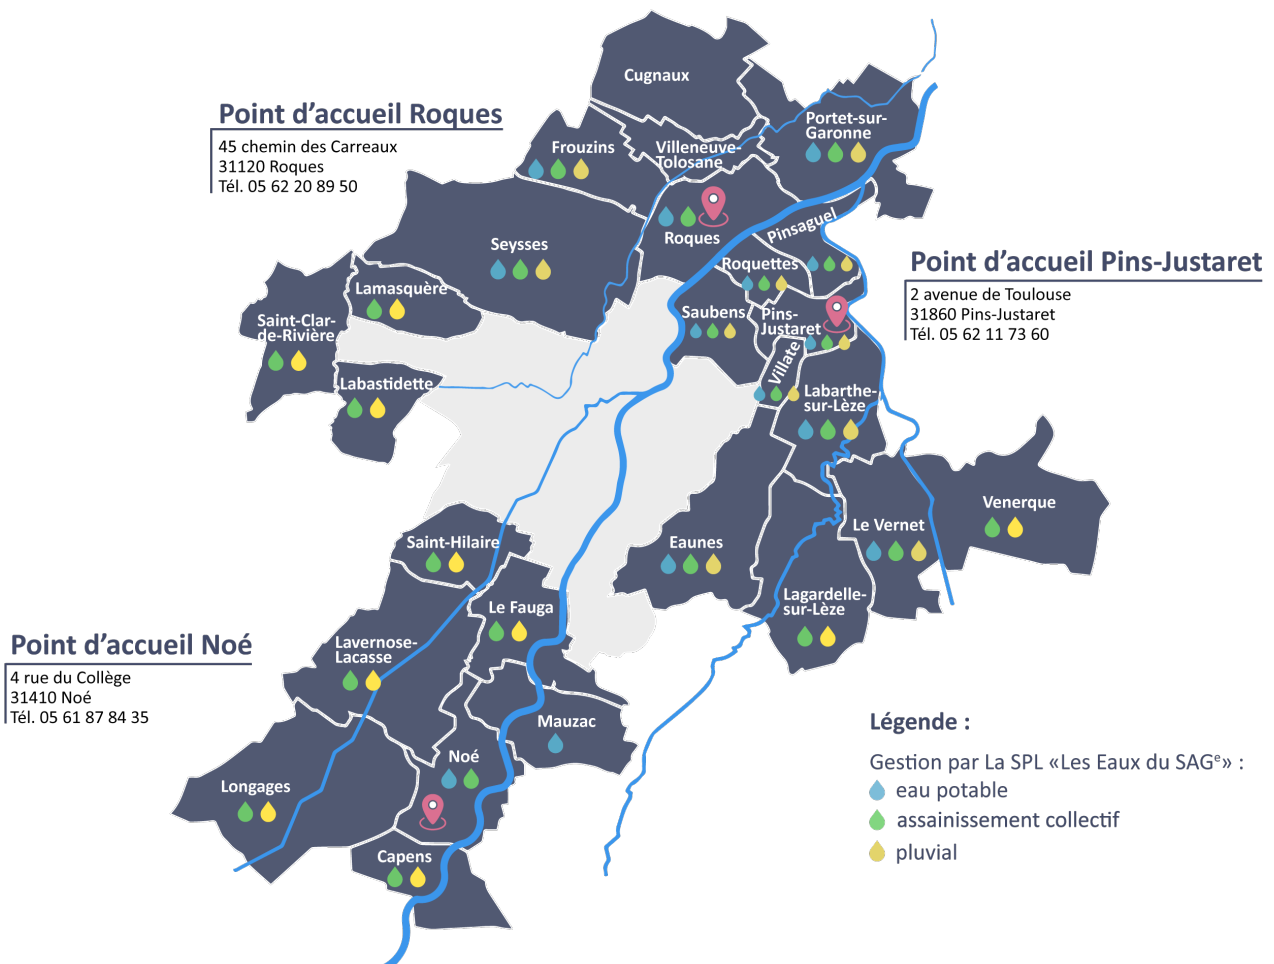 Cugnaux
Point d’accueil Roques
45 chemin des Carreaux
31120 Roques
Tél. 05 62 20 89 50
Portet-sur-
Garonne
Frouzins
Villeneuve-
Tolosane
Roques
Pinsaguel
Seysses
Roquettes
Point d’accueil Pins-Justaret
2 avenue de Toulouse
31860 Pins-Justaret
Tél. 05 62 11 73 60
Lamasquère
Saubens
Pins-
Justaret
Saint-Clar-
de-Rivière
Villate
Labastidette
Labarthe-
sur-Lèze
Venerque
Le Vernet
Saint-Hilaire
Eaunes
Lagardelle-
sur-Lèze
Le Fauga
Point d’accueil Noé
4 rue du Collège
31410 Noé
Tél. 05 61 87 84 35
Lavernose-
Lacasse
Mauzac
Noé
Longages
Capens
Légende :
Gestion par La SPL «Les Eaux du SAGᵉ» :
eau potable
assainissement collectif
pluvial